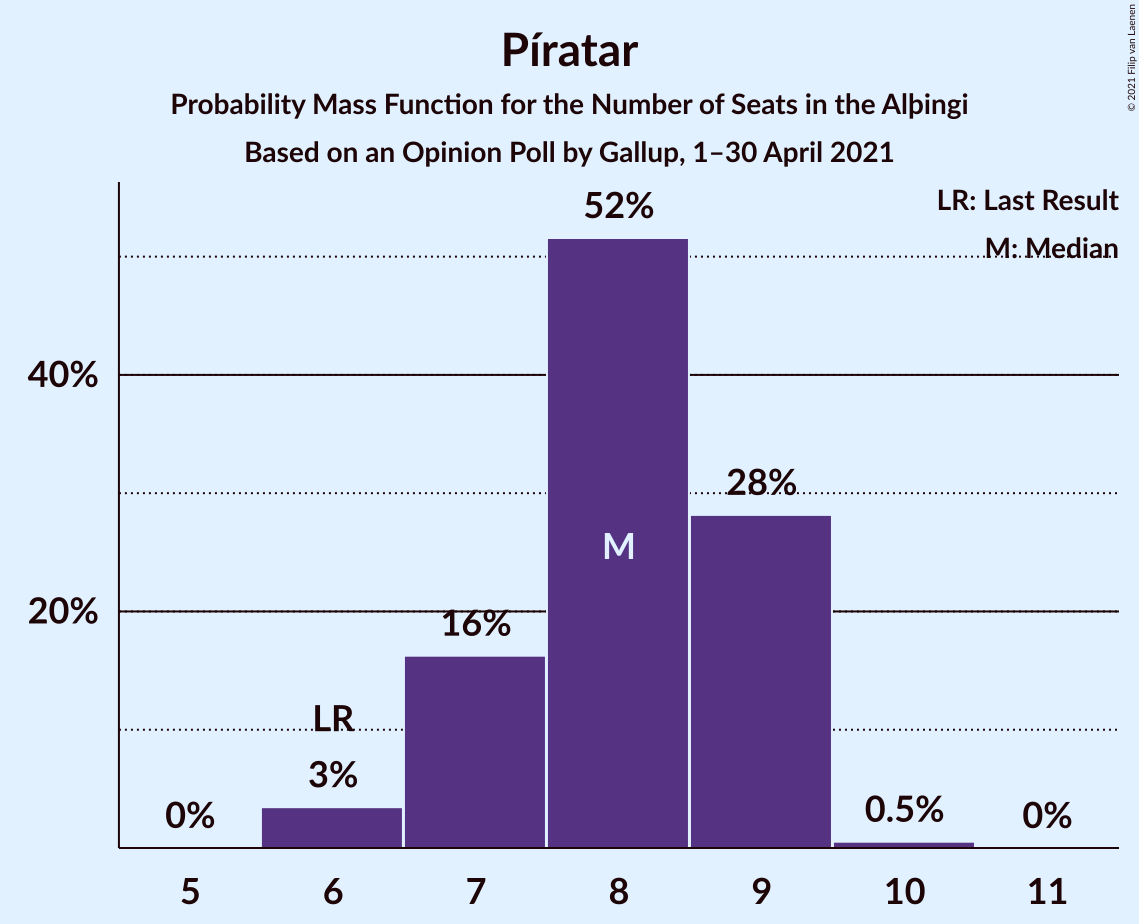 Píratar
Probability Mass Function for the Number of Seats in the Alþingi
Based on an Opinion Poll by Gallup, 1–30 April 2021
© 2021 Filip van Laenen
LR: Last Result
M: Median
52%
40%
28%
M
20%
16%
LR
3%
0%
0.5%
0%
5 6 7 8 9 10 11